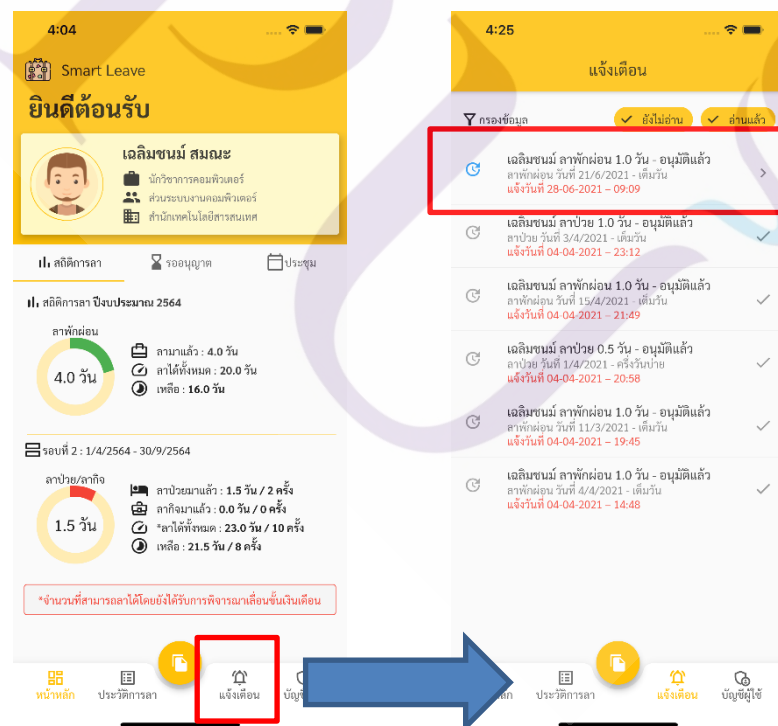 4:04
Smart Leave
ยินดีต้อนรับ
เฉลิมชนม์ สมณะ
นักวิชาการคอมพิวเตอร์
ส่วนระบบงานคอมพิวเตอร์
สำนักเทคโนโลยีสารสนเทศ
สถิติการลา
รออนุญาต
ประชุม
สถิติการลา ปีงบประมาณ 2564
ลาพักผ่อน
4.0 วัน
ลามาแล้ว : 4.0 วัน
ลาได้ทั้งหมด : 20.0 วัน
เหลือ : 16.0 วัน
รอบที่ 2 : 1/4/2564 - 30/9/2564
ลาป่วย/ลากิจ
1.5 วัน
ลาป่วยมาแล้ว : 1.5 วัน / 2 ครั้ง
ลากิจมาแล้ว : 0.0 วัน / 0 ครั้ง
*ลาได้ทั้งหมด : 23.0 วัน / 10 ครั้ง
เหลือ : 21.5 วัน / 8 ครั้ง
*จำนวนที่สามารถลาได้โดยยังได้รับการพิจารณาเลื่อนขั้นเงินเดือน
หน้าหลัก
ประวัติการลา
แจ้งเตือน
4:25
แจ้งเตือน
กรองข้อมูล
ยังไม่อ่าน
อ่านแล้ว
เฉลิมชนม์ ลาพักผ่อน 1.0 วัน - อนุมัติแล้ว
ลาพักผ่อน วันที่ 21/6/2021 - เต็มวัน
แจ้งวันที่ 28-06-2021 – 09:09
เฉลิมชนม์ ลาป่วย 1.0 วัน - อนุมัติแล้ว
ลาป่วย วันที่ 3/4/2021 - เต็มวัน
แจ้งวันที่ 04-04-2021 – 23:12
เฉลิมชนม์ ลาพักผ่อน 1.0 วัน - อนุมัติแล้ว
ลาพักผ่อน วันที่ 15/4/2021 - เต็มวัน
แจ้งวันที่ 04-04-2021 – 21:49
เฉลิมชนม์ ลาป่วย 0.5 วัน - อนุมัติแล้ว
ลาป่วย วันที่ 1/4/2021 - ครึ่งวันบ่าย
แจ้งวันที่ 04-04-2021 – 20:58
เฉลิมชนม์ ลาพักผ่อน 1.0 วัน - อนุมัติแล้ว
ลาพักผ่อน วันที่ 11/3/2021 - เต็มวัน
แจ้งวันที่ 04-04-2021 – 19:45
เฉลิมชนม์ ลาพักผ่อน 1.0 วัน - อนุมัติแล้ว
ลาพักผ่อน วันที่ 4/4/2021 - เต็มวัน
แจ้งวันที่ 04-04-2021 – 14:48
ประวัติการลา
แจ้งเตือน
บัญชีผู้ใช้